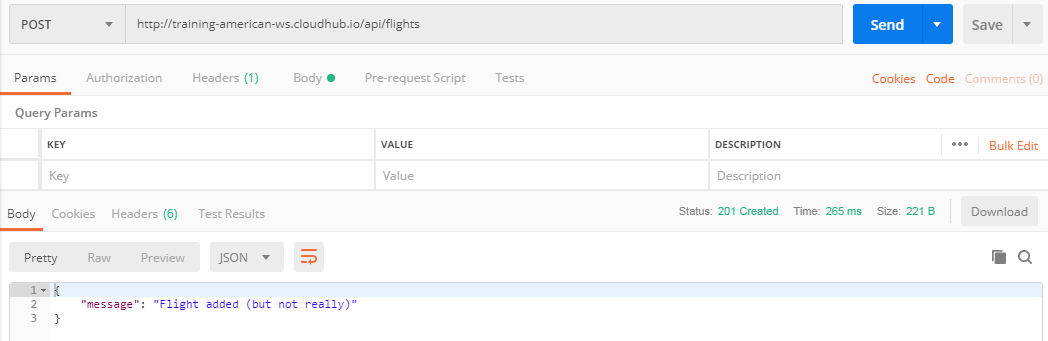 POST http://training-american-ws.cloudhub.io/api/flights Send Save
Params Authorization Headers (1) Body Pre-request Script Tests Cookies Code Comments (0)
Query Params
KEY VALUE DESCRIPTION ••• Bulk Edit
Key Value Description
Body Cookies Headers (6) Test Results Status: 201 Created Time: 265 ms Size: 221 B Download
Pretty Raw Preview JSON
1 {
2 "message": "Flight added (but not really)"
3 }